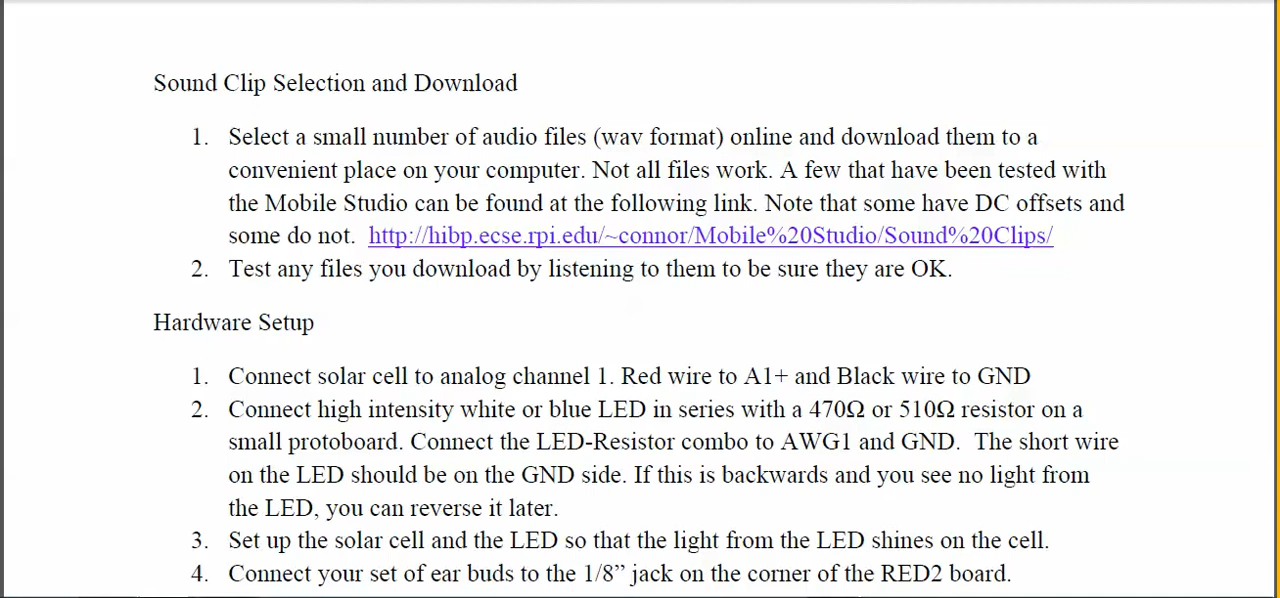 Sound Clip Selection and Download
1. Select a small number of audio files (wav format) online and download them to a
convenient place on your computer. Not all files work. A few that have been tested with
the Mobile Studio can be found at the following link. Note that some have DC offsets and
some do not. http://hibp.ecse.rpi.edu/~connor/Mobile%20Studio/Sound%20Clips/
2. Test any files you download by listening to them to be sure they are OK.
Hardware Setup
1. Connect solar cell to analog channel 1. Red wire to A1+ and Black wire to GND
2. Connect high intensity white or blue LED in series with a 470Ω or 510Ω resistor on a
small protoboard. Connect the LED-Resistor combo to AWG1 and GND. The short wire
on the LED should be on the GND side. If this is backwards and you see no light from
the LED, you can reverse it later.
3. Set up the solar cell and the LED so that the light from the LED shines on the cell.
4. Connect your set of ear buds to the 1/8” jack on the corner of the RED2 board.